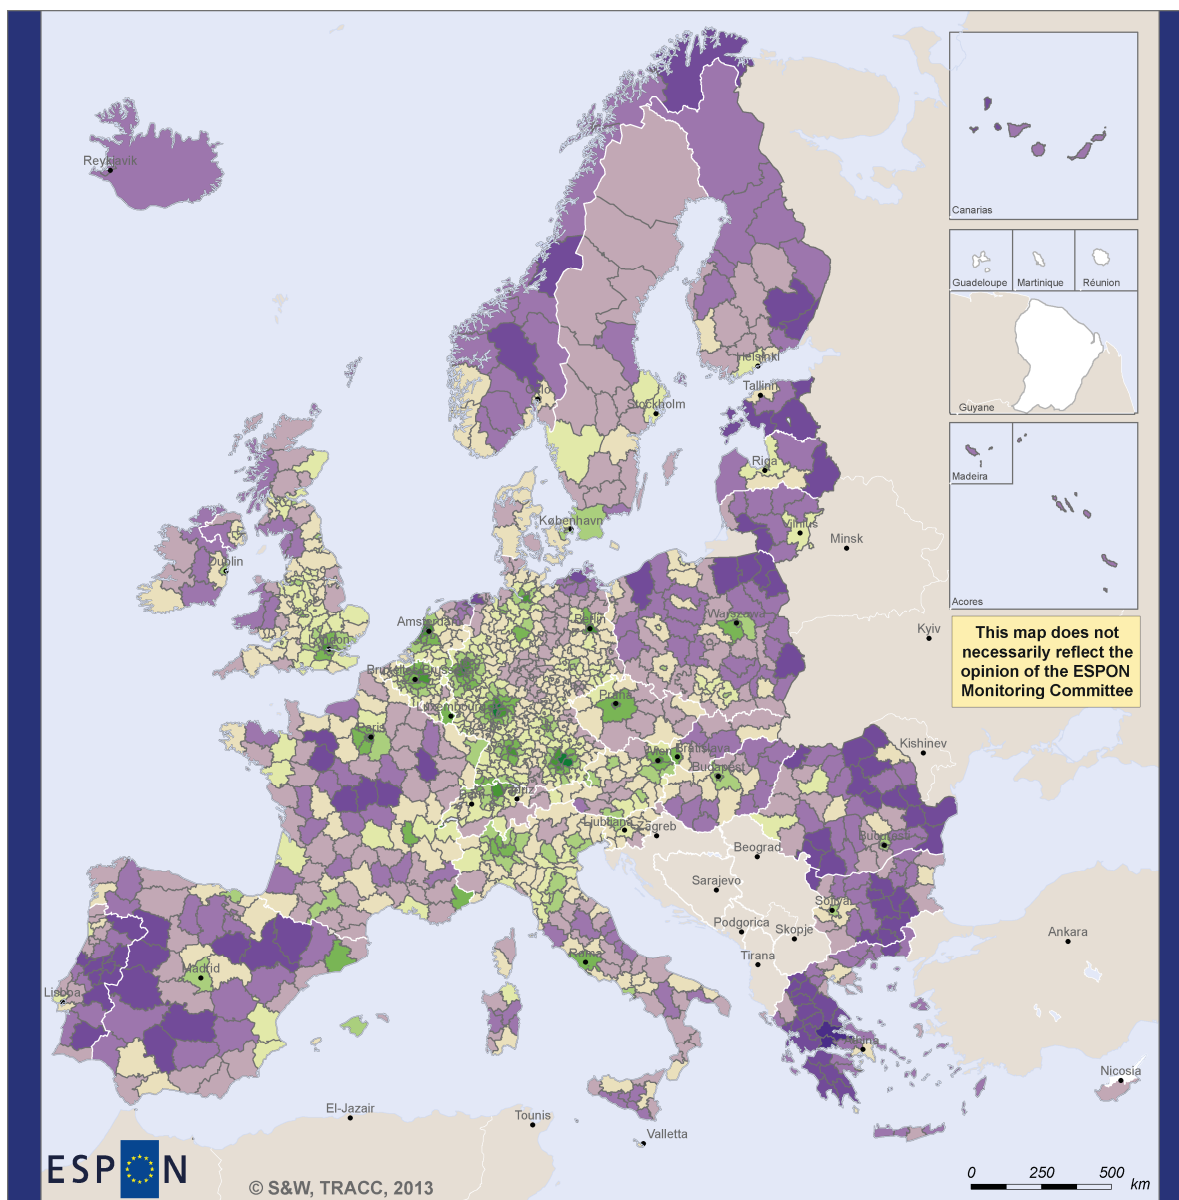 Reykjavik
Canarias
Guadeloupe
Martinique
Réunion
Guyane
Madeira
Acores
Helsinki
Oslo
Tallinn
Stockholm
Riga
København
Vilnius
Minsk
Dublin
This map does not
necessarily reflect the
opinion of the ESPON
Monitoring Committee
Warszawa
Amsterdam
Berlin
Kyiv
London
Bruxelles/Brussel
Praha
Luxembourg
Paris
Kishinev
Wien
Bratislava
Budapest
Bern
Ljubljana
Zagreb
Beograd
Bucuresti
Sarajevo
Sofiya
Podgorica
Skopje
Ankara
Roma
Tirana
Madrid
Lisboa
Nicosia
El-Jazair
Tounis
Valletta
ESPON
© S&W, TRACC, 2013
0 250 500
km